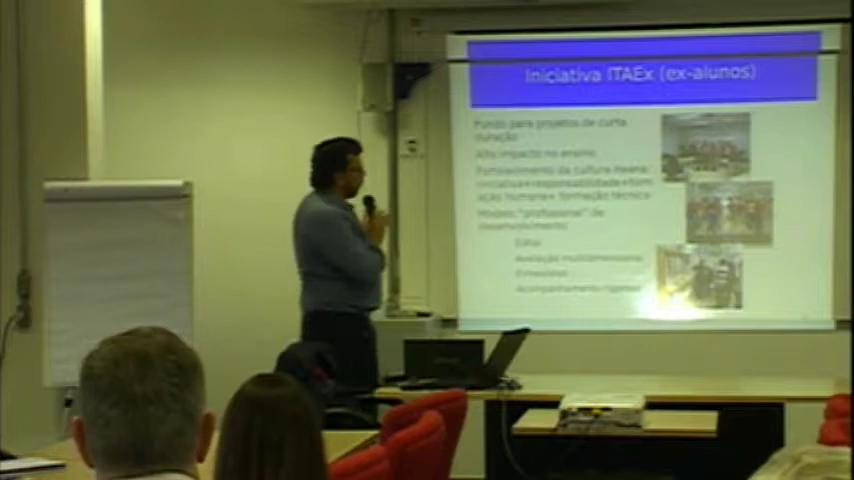 Iniciativa ITAEx (ex-alunos)
Fundo para projetos de curta
duração
Alto impacto no ensino
Fortalecimento da cultura iteana:
iniciativa+responsabilidade+form
ação humana+ formação técnica
Modelo "profissional" de
desenvolvimento
Edital
Avaliação multidimensional
Entrevistas
Acompanhamento rigoroso